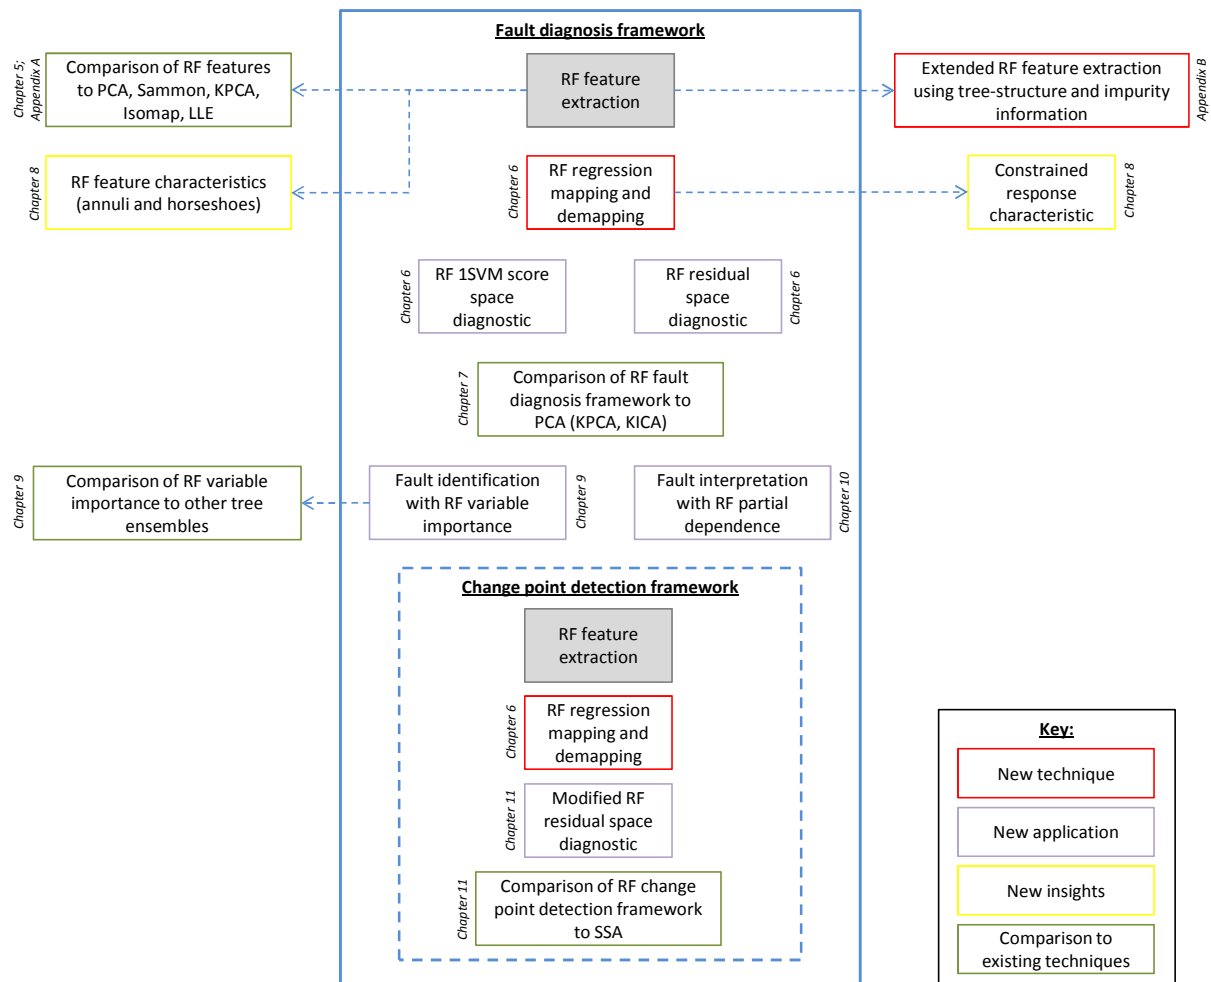 Fault diagnosis framework
Chapter 5;
Appendix A
Comparison of RF features
to PCA, Sammon, KPCA,
Isomap, LLE
RF feature
extraction
Extended RF feature extraction
using tree-structure and impurity
information
Appendix B
Chapter 8
RF feature characteristics
(annuli and horseshoes)
Chapter 6
RF regression
mapping and
demapping
Constrained
response
characteristic
Chapter 8
Chapter 6
RF 1SVM score
space
diagnostic
RF residual
space
diagnostic
Chapter 6
Chapter 7
Comparison of RF fault
diagnosis framework to
PCA (KPCA, KICA)
Chapter 9
Comparison of RF variable
importance to other tree
ensembles
Fault identification
with RF variable
importance
Chapter 9
Fault interpretation
with RF partial
dependence
Chapter 10
Change point detection framework
RF feature
extraction
Chapter 6
RF regression
mapping and
demapping
Chapter 11
Modified RF
residual space
diagnostic
Chapter 11
Comparison of RF change
point detection framework
to SSA
Key:
New technique
New application
New insights
Comparison to
existing techniques